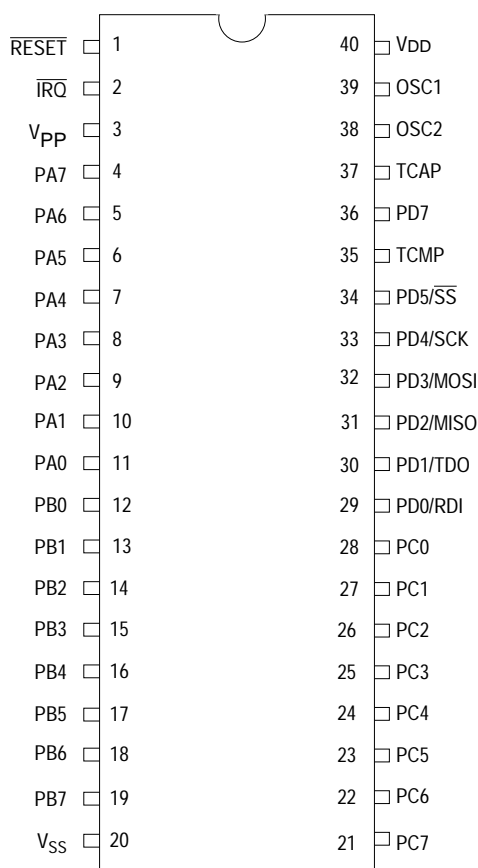 R̅E̅S̅E̅T̅ 1 40 VDD
I̅R̅Q̅ 2 39 OSC1
VPP 3 38 OSC2
PA7 4 37 TCAP
PA6 5 36 PD7
PA5 6 35 TCMP
PA4 7 34 PD5/S̅S̅
PA3 8 33 PD4/SCK
PA2 9 32 PD3/MOSI
PA1 10 31 PD2/MISO
PA0 11 30 PD1/TDO
PB0 12 29 PD0/RDI
PB1 13 28 PC0
PB2 14 27 PC1
PB3 15 26 PC2
PB4 16 25 PC3
PB5 17 24 PC4
PB6 18 23 PC5
PB7 19 22 PC6
VSS 20 21 PC7